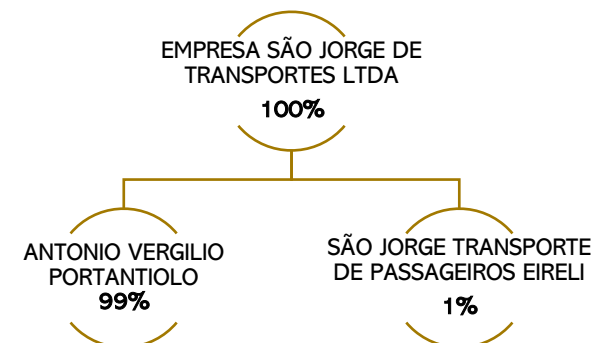 EMPRESA SÃO JORGE DE
TRANSPORTES LTDA
100%
ANTONIO VERGILIO
PORTANTIOLO
99%
SÃO JORGE TRANSPORTE
DE PASSAGEIROS EIRELI
1%